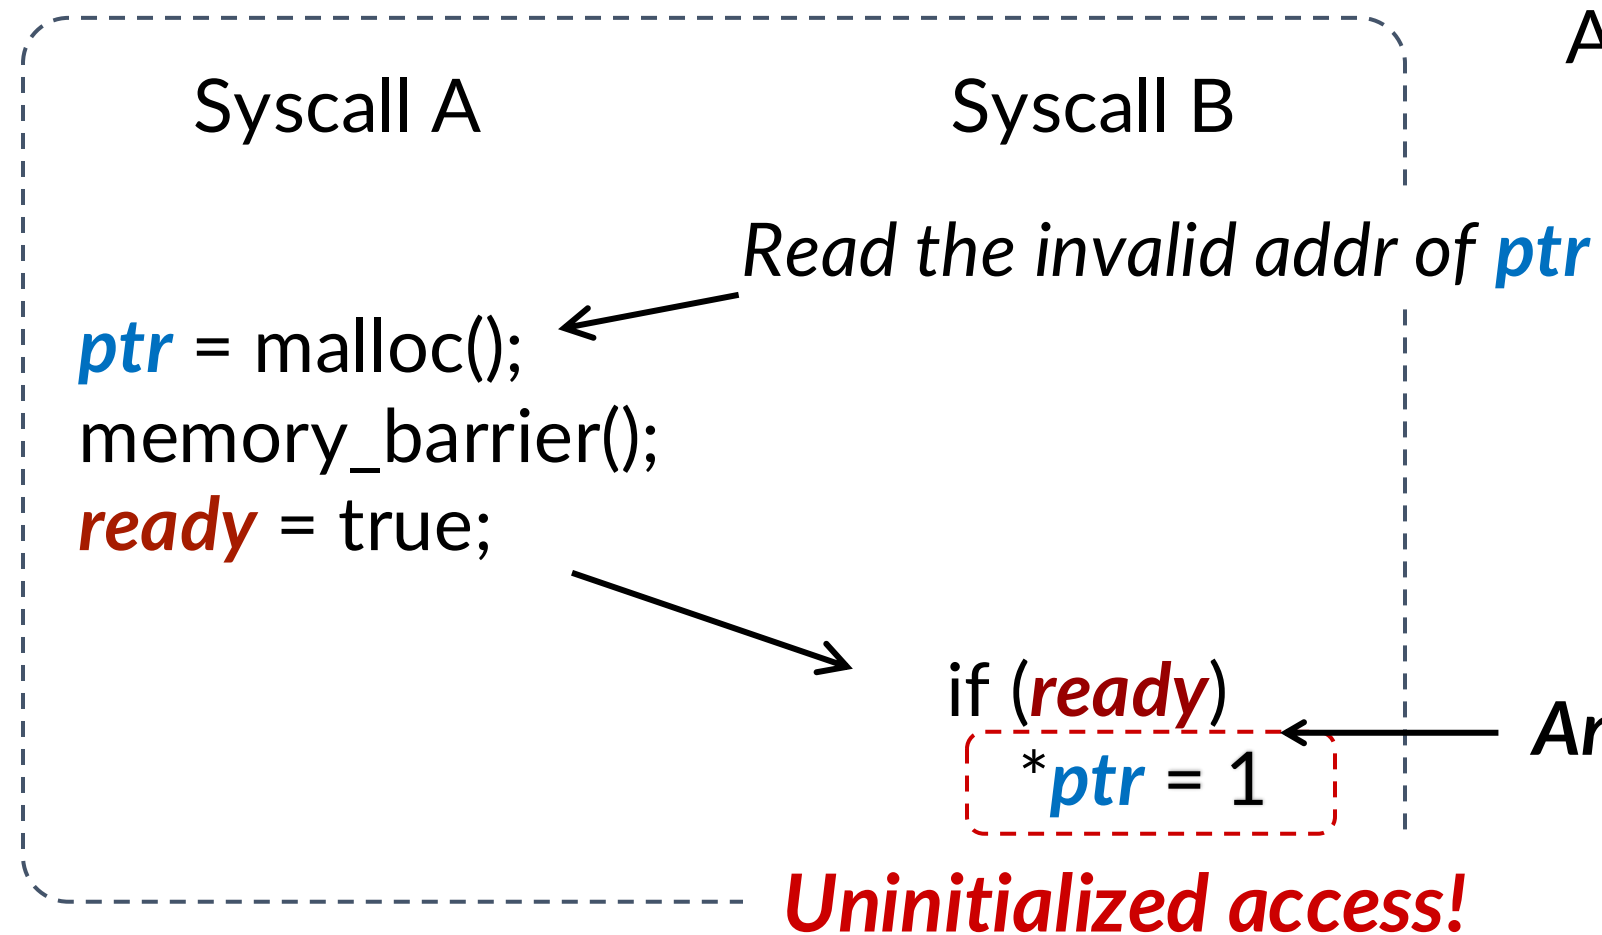 Syscall A
Syscall B
Read the invalid addr of ptr
ptr = malloc();
memory_barrier();
ready = true;
if (ready)
*ptr = 1
Uninitialized access!